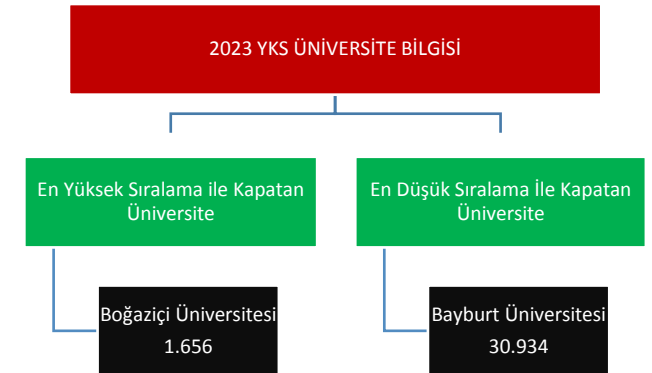 2023 YKS ÜNİVERSİTE BİLGİSİ
En Yüksek Sıralama ile Kapatan
Üniversite
Boğaziçi Üniversitesi
1.656
En Düşük Sıralama İle Kapatan
Üniversite
Bayburt Üniversitesi
30.934